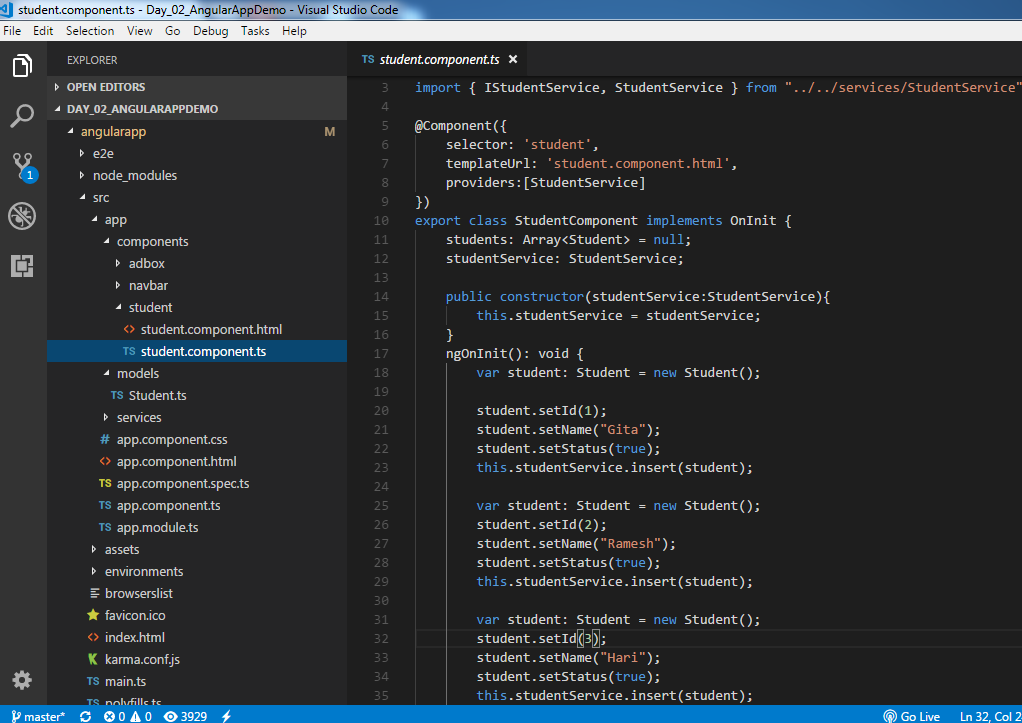 student.component.ts - Day_02_AngularAppDemo - Visual Studio Code
File Edit Selection View Go Debug Tasks Help
EXPLORER
OPEN EDITORS
DAY_02_ANGULARAPPDEMO
angularapp M
e2e
node_modules
src
app
components
adbox
navbar
student
student.component.html
TS student.component.ts
models
TS Student.ts
services
# app.component.css
<> app.component.html
TS app.component.spec.ts
TS app.component.ts
TS app.module.ts
assets
environments
browserslist
favicon.ico
<> index.html
karma.conf.js
TS main.ts
TS polyfills.ts
1
TS student.component.ts ×
3 import { IStudentService, StudentService } from "../../services/StudentService"
4
5 @Component({
6 selector: 'student',
7 templateUrl: 'student.component.html',
8 providers:[StudentService]
9 })
10 export class StudentComponent implements OnInit {
11 students: Array<Student> = null;
12 studentService: StudentService;
13
14 public constructor(studentService:StudentService){
15 this.studentService = studentService;
16 }
17 ngOnInit(): void {
18 var student: Student = new Student();
19
20 student.setId(1);
21 student.setName("Gita");
22 student.setStatus(true);
23 this.studentService.insert(student);
24
25 var student: Student = new Student();
26 student.setId(2);
27 student.setName("Ramesh");
28 student.setStatus(true);
29 this.studentService.insert(student);
30
31 var student: Student = new Student();
32 student.setId(3);
33 student.setName("Hari");
34 student.setStatus(true);
35 this.studentService.insert(student);
master* 0 0 3929 Go Live Ln 32, Col 2